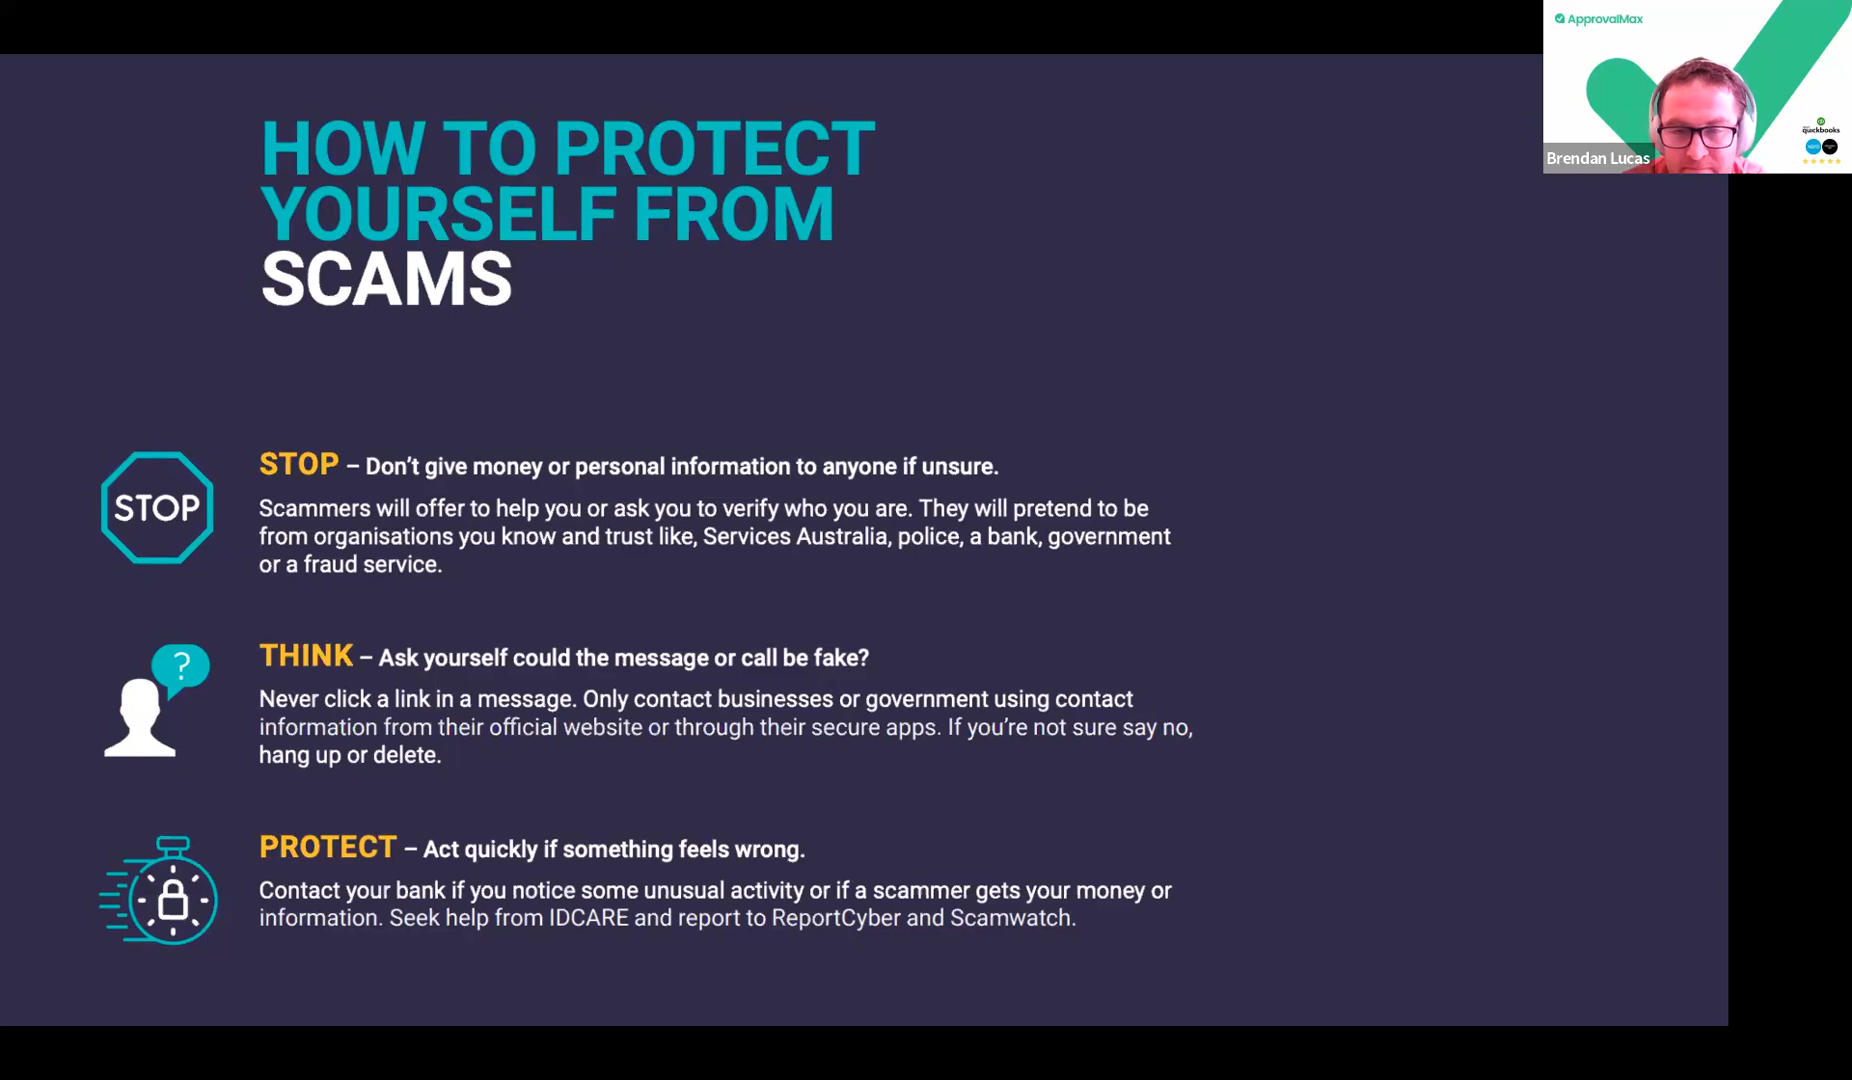 ApprovalMax
quickbooks
Brendan Lucas
HOW TO PROTECT
YOURSELF FROM
SCAMS
STOP
STOP – Don’t give money or personal information to anyone if unsure.
Scammers will offer to help you or ask you to verify who you are. They will pretend to be
from organisations you know and trust like, Services Australia, police, a bank, government
or a fraud service.
?
THINK – Ask yourself could the message or call be fake?
Never click a link in a message. Only contact businesses or government using contact
information from their official website or through their secure apps. If you’re not sure say no,
hang up or delete.
PROTECT – Act quickly if something feels wrong.
Contact your bank if you notice some unusual activity or if a scammer gets your money or
information. Seek help from IDCARE and report to ReportCyber and Scamwatch.